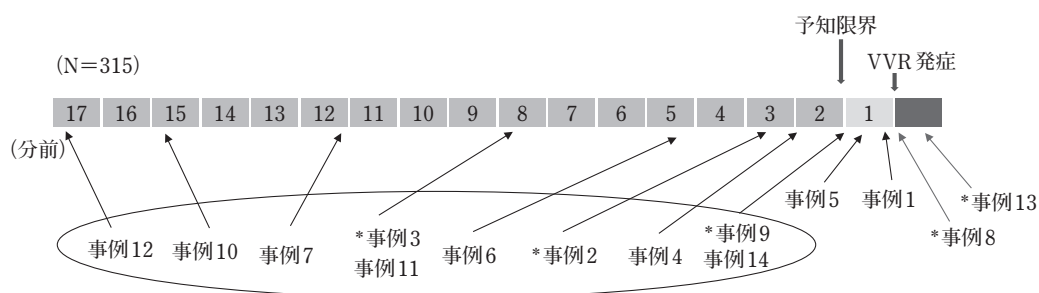 予知限界
(N＝315)
VVR 発症
17 16 15 14 13 12 11 10 9 8 7 6 5 4 3 2 1
(分前)
事例5
事例1
*事例13
*事例3
*事例9
*事例8
事例12
事例10
事例7
事例11
事例6
*事例2
事例4
事例14